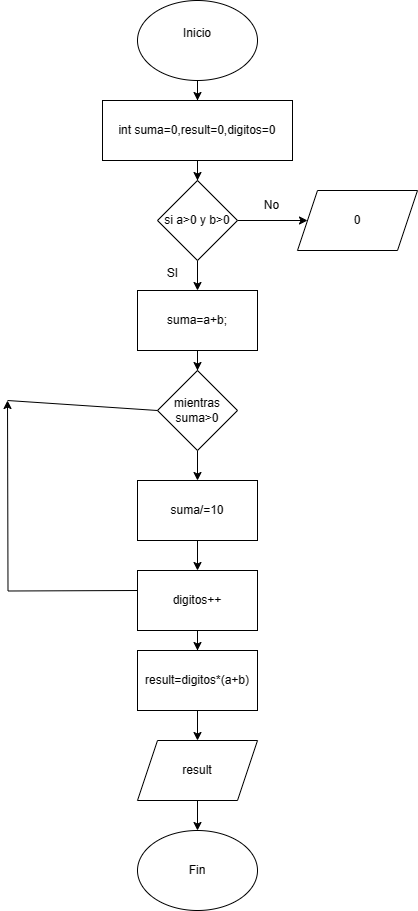 Inicio
int suma=0,result=0,digitos=0
si a>0 y b>0
No
0
SI
suma=a+b;
mientras
suma>0
suma/=10
digitos++
result=digitos*(a+b)
result
Fin